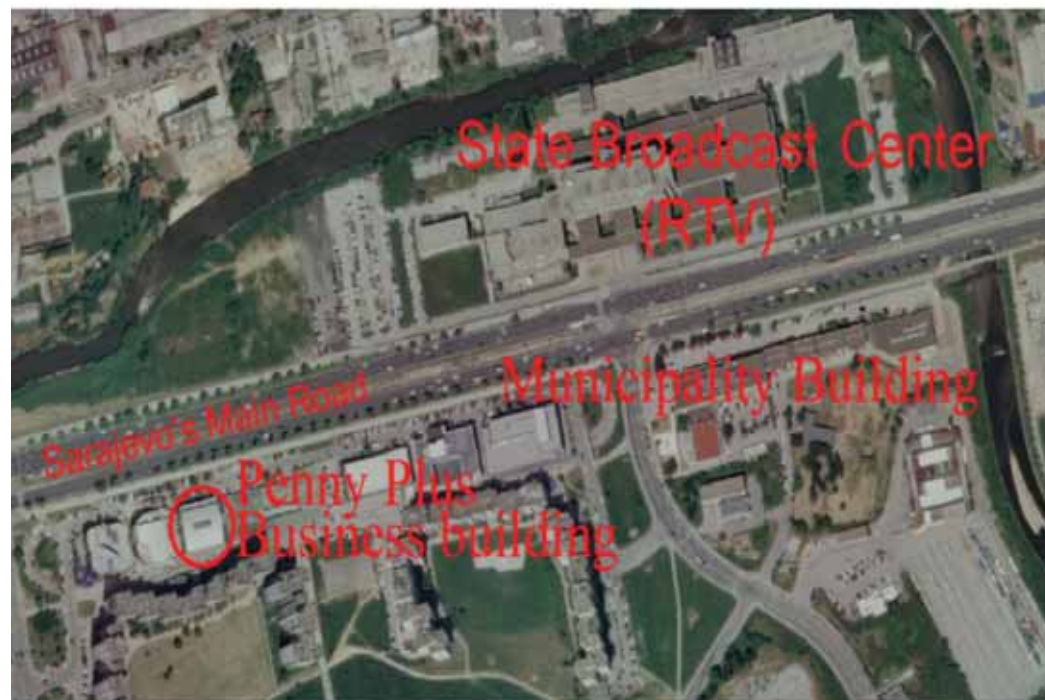 State Broadcast Center
(RTV)
Municipality Building
Sarajevo's Main Road
Penny Plus
Business building